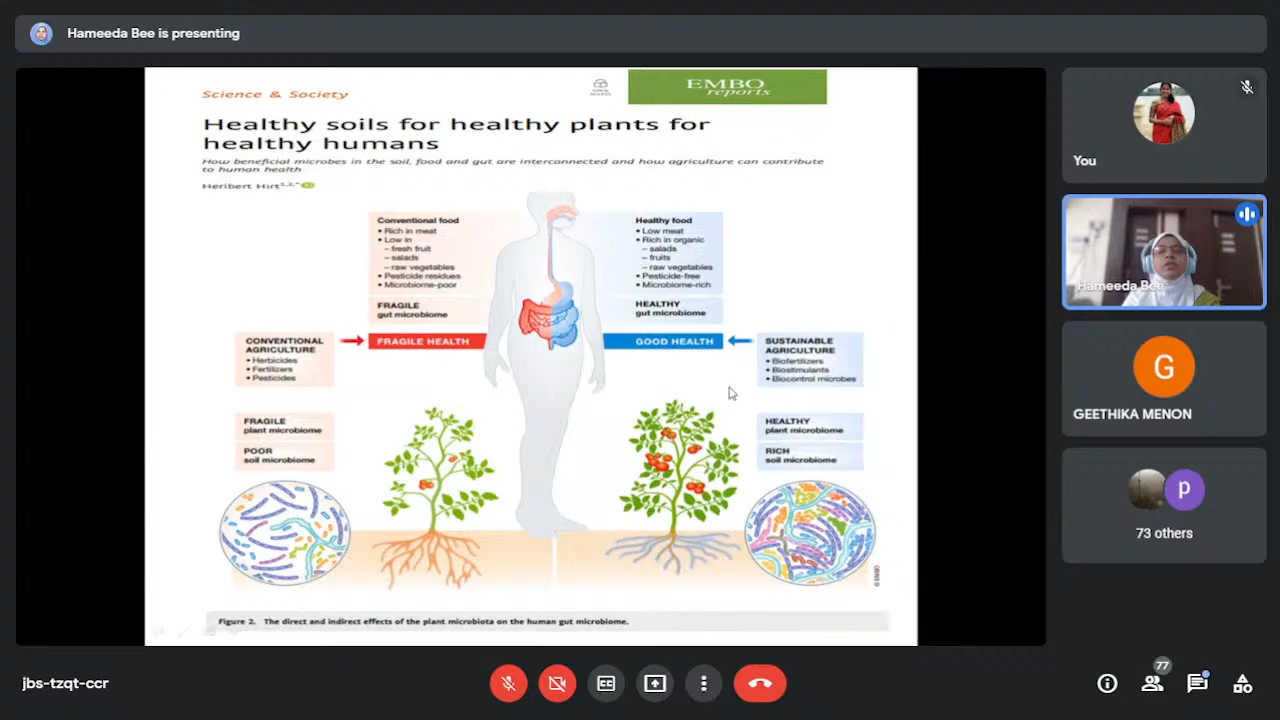 Hameeda Bee is presenting
Science & Society
OPEN
ACCESS
EMBO
reports
Healthy soils for healthy plants for
healthy humans
How beneficial microbes in the soil, food and gut are interconnected and how agriculture can contribute
to human health
Heribert Hirt1,2,*
Conventional food
• Rich in meat
• Low in
– fresh fruit
– salads
– raw vegetables
• Pesticide residues
• Microbiome-poor
FRAGILE
gut microbiome
FRAGILE HEALTH
Healthy food
• Low meat
• Rich in organic
– salads
– fruits
– raw vegetables
• Pesticide-free
• Microbiome-rich
HEALTHY
gut microbiome
GOOD HEALTH
CONVENTIONAL
AGRICULTURE
• Herbicides
• Fertilizers
• Pesticides
FRAGILE
plant microbiome
POOR
soil microbiome
SUSTAINABLE
AGRICULTURE
• Biofertilizers
• Biostimulants
• Biocontrol microbes
HEALTHY
plant microbiome
RICH
soil microbiome
© EMBO
Figure 2. The direct and indirect effects of the plant microbiota on the human gut microbiome.
You
Hameeda Bee
G
GEETHIKA MENON
p
73 others
jbs-tzqt-ccr
CC
77